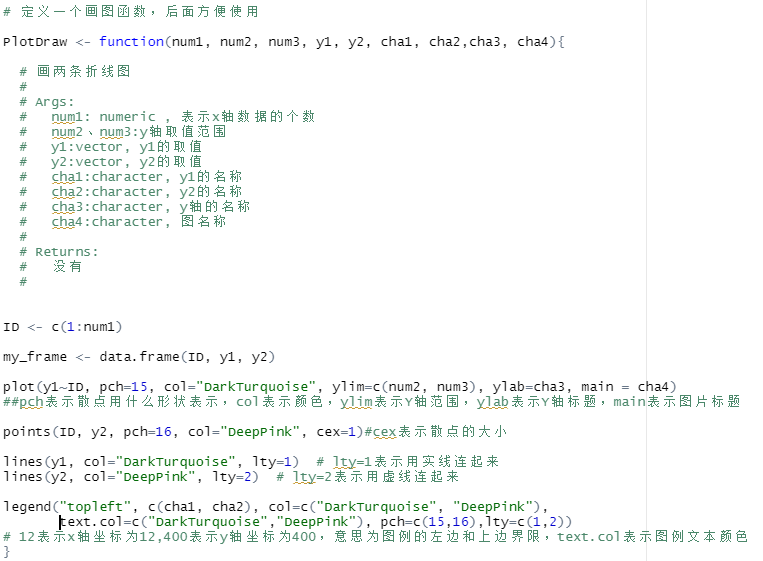 # 定义一个画图函数，后面方便使用
PlotDraw <- function(num1, num2, num3, y1, y2, cha1, cha2,cha3, cha4){
# 画两条折线图
#
# Args:
# num1: numeric , 表示x轴数据的个数
# num2、num3:y轴取值范围
# y1:vector, y1的取值
# y2:vector, y2的取值
# cha1:character, y1的名称
# cha2:character, y2的名称
# cha3:character, y轴的名称
# cha4:character, 图名称
#
# Returns:
# 没有
#
ID <- c(1:num1)
my_frame <- data.frame(ID, y1, y2)
plot(y1~ID, pch=15, col="DarkTurquoise", ylim=c(num2, num3), ylab=cha3, main = cha4)
##pch表示散点用什么形状表示，col表示颜色，ylim表示Y轴范围，ylab表示Y轴标题，main表示图片标题
points(ID, y2, pch=16, col="DeepPink", cex=1)#cex表示散点的大小
lines(y1, col="DarkTurquoise", lty=1) # lty=1表示用实线连起来
lines(y2, col="DeepPink", lty=2) # lty=2表示用虚线连起来
legend("topleft", c(cha1, cha2), col=c("DarkTurquoise", "DeepPink"),
text.col=c("DarkTurquoise","DeepPink"), pch=c(15,16),lty=c(1,2))
# 12表示x轴坐标为12,400表示y轴坐标为400，意思为图例的左边和上边界限，text.col表示图例文本颜色
}